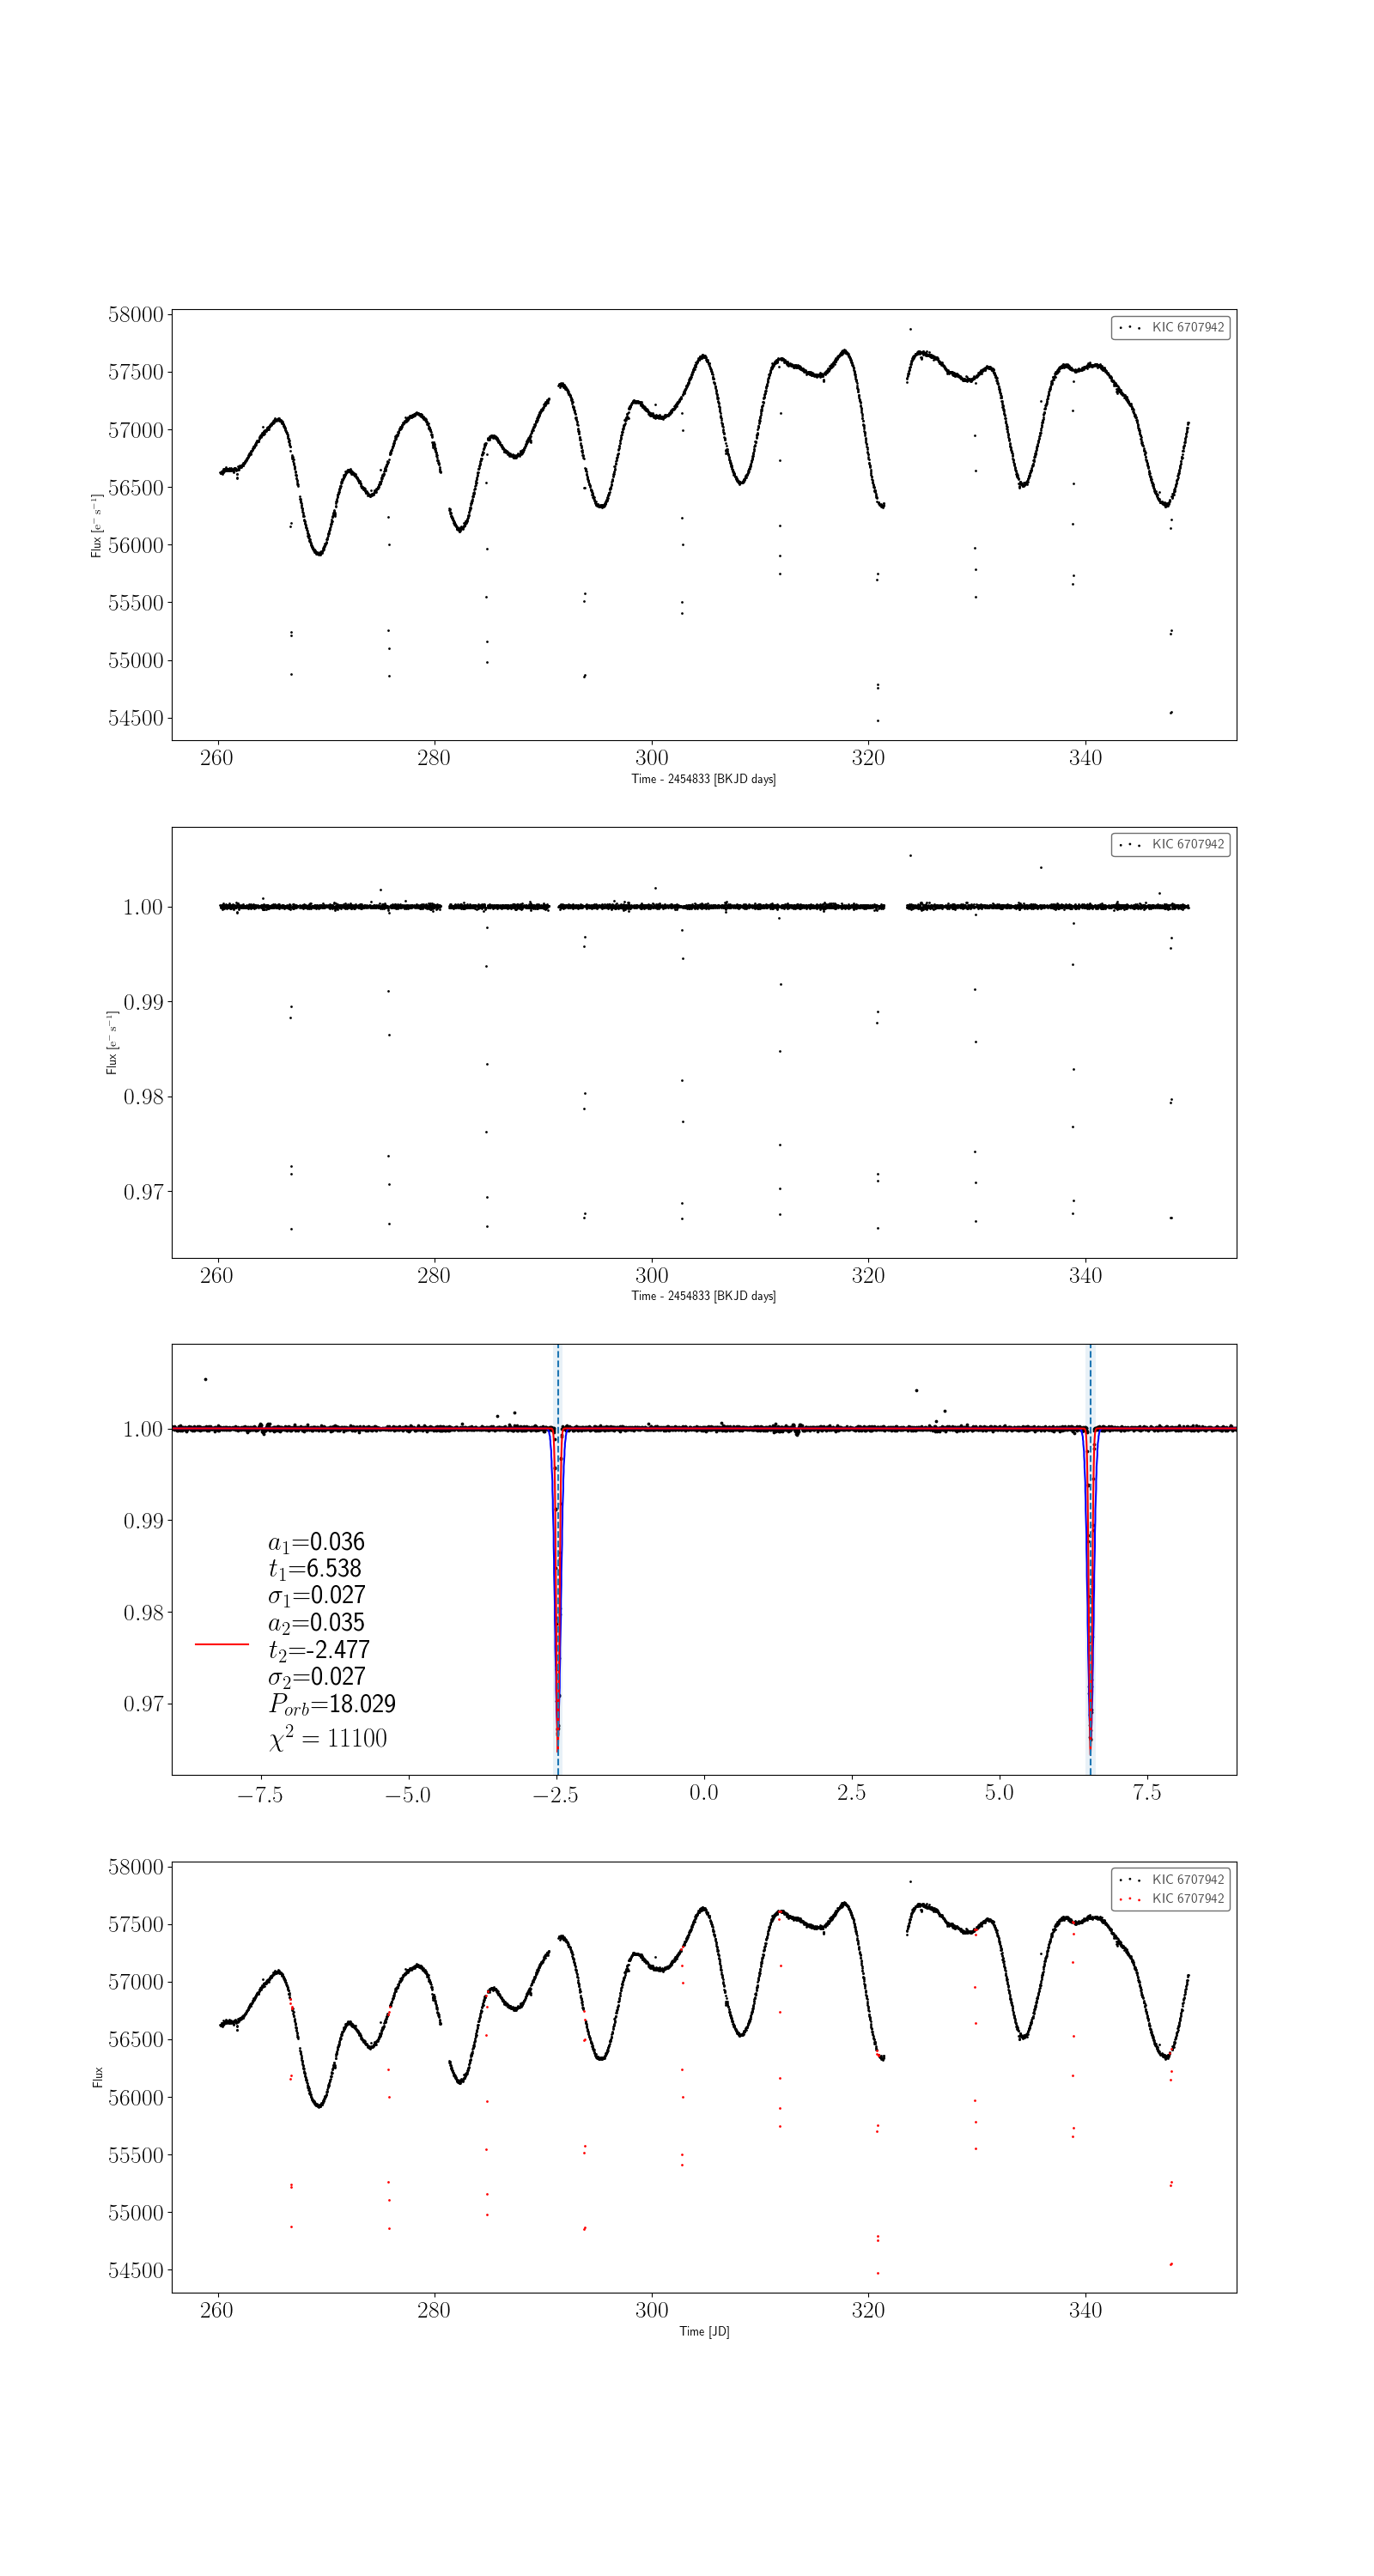 58000
57500
57000
56500
56000
55500
55000
54500
Flux [e⁻ s⁻¹]
KIC 6707942
260 280 300 320 340
Time - 2454833 [BKJD days]
1.00
0.99
0.98
0.97
Flux [e⁻ s⁻¹]
KIC 6707942
260 280 300 320 340
Time - 2454833 [BKJD days]
1.00
0.99
0.98
0.97
a₁=0.036
t₁=6.538
σ₁=0.027
a₂=0.035
t₂=-2.477
σ₂=0.027
P_orb=18.029
χ² = 11100
−7.5 −5.0 −2.5 0.0 2.5 5.0 7.5
58000
57500
57000
56500
56000
55500
55000
54500
Flux
KIC 6707942
KIC 6707942
260 280 300 320 340
Time [JD]